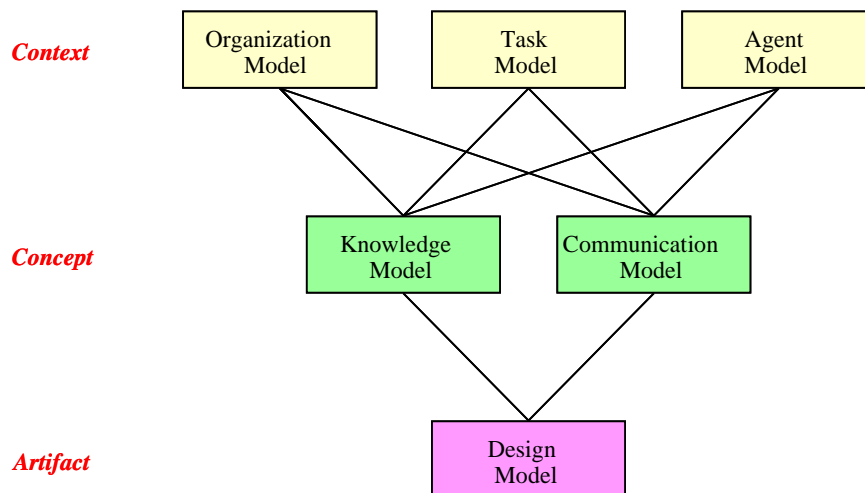 Context
Organization
Model
Task
Model
Agent
Model
Concept
Knowledge
Model
Communication
Model
Artifact
Design
Model